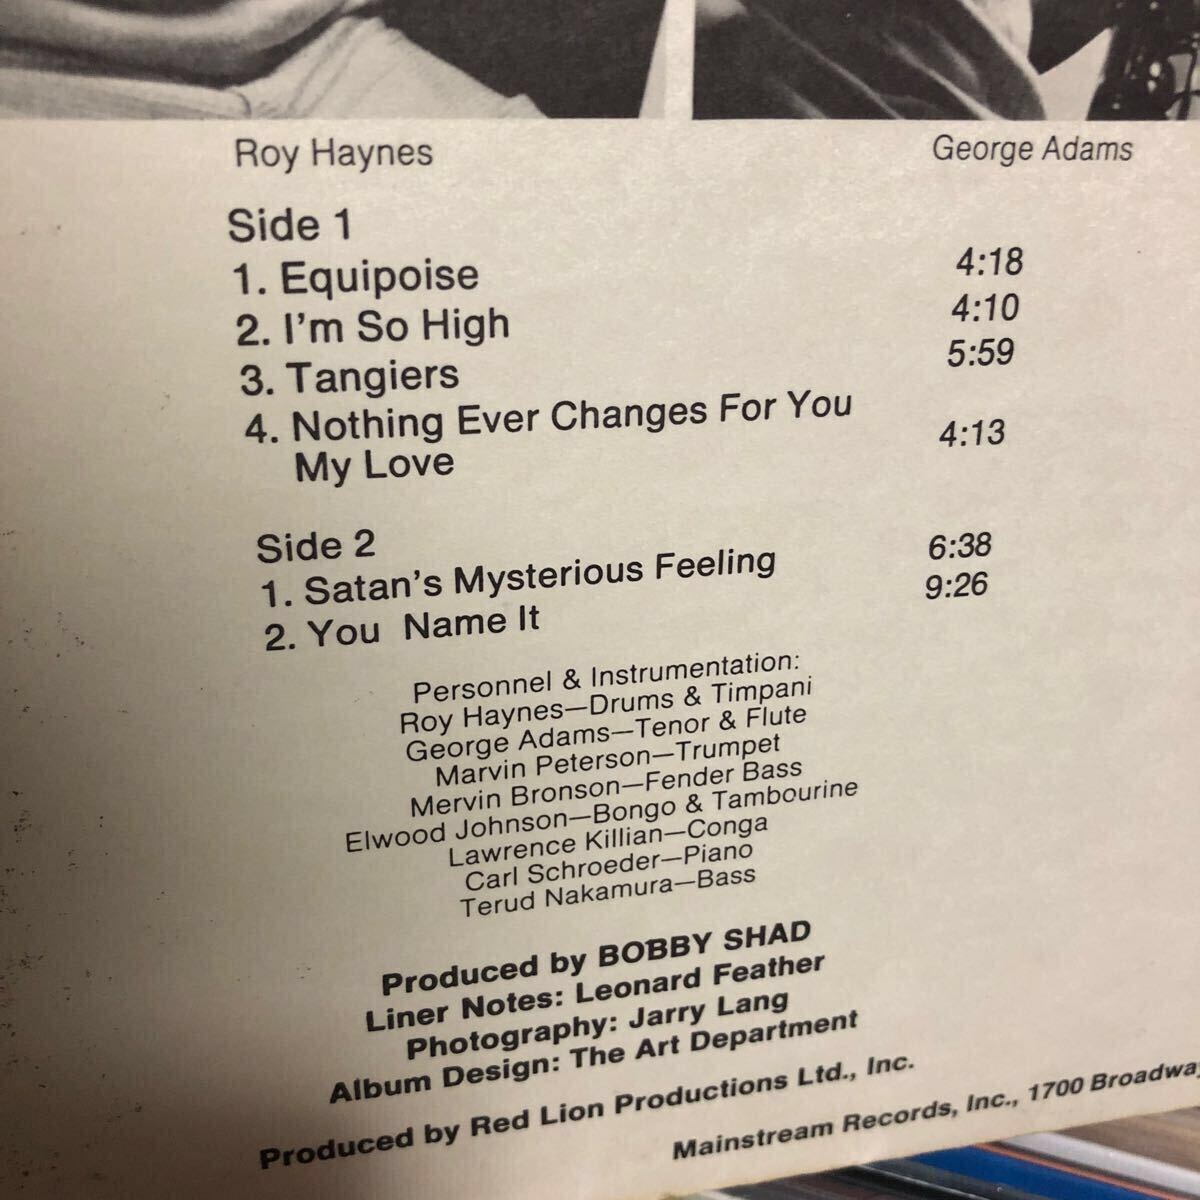 Roy Haynes
George Adams
Side 1
1. Equipoise 4:18
2. I'm So High 4:10
3. Tangiers 5:59
4. Nothing Ever Changes For You
My Love 4:13
Side 2
1. Satan's Mysterious Feeling 6:38
2. You Name It 9:26
Personnel & Instrumentation:
Roy Haynes—Drums & Timpani
George Adams—Tenor & Flute
Marvin Peterson—Trumpet
Mervin Bronson—Fender Bass
Elwood Johnson—Bongo & Tambourine
Lawrence Killian—Conga
Carl Schroeder—Piano
Terud Nakamura—Bass
Produced by BOBBY SHAD
Liner Notes: Leonard Feather
Photography: Jarry Lang
Album Design: The Art Department
Produced by Red Lion Productions Ltd., Inc.
Mainstream Records, Inc., 1700 Broadway